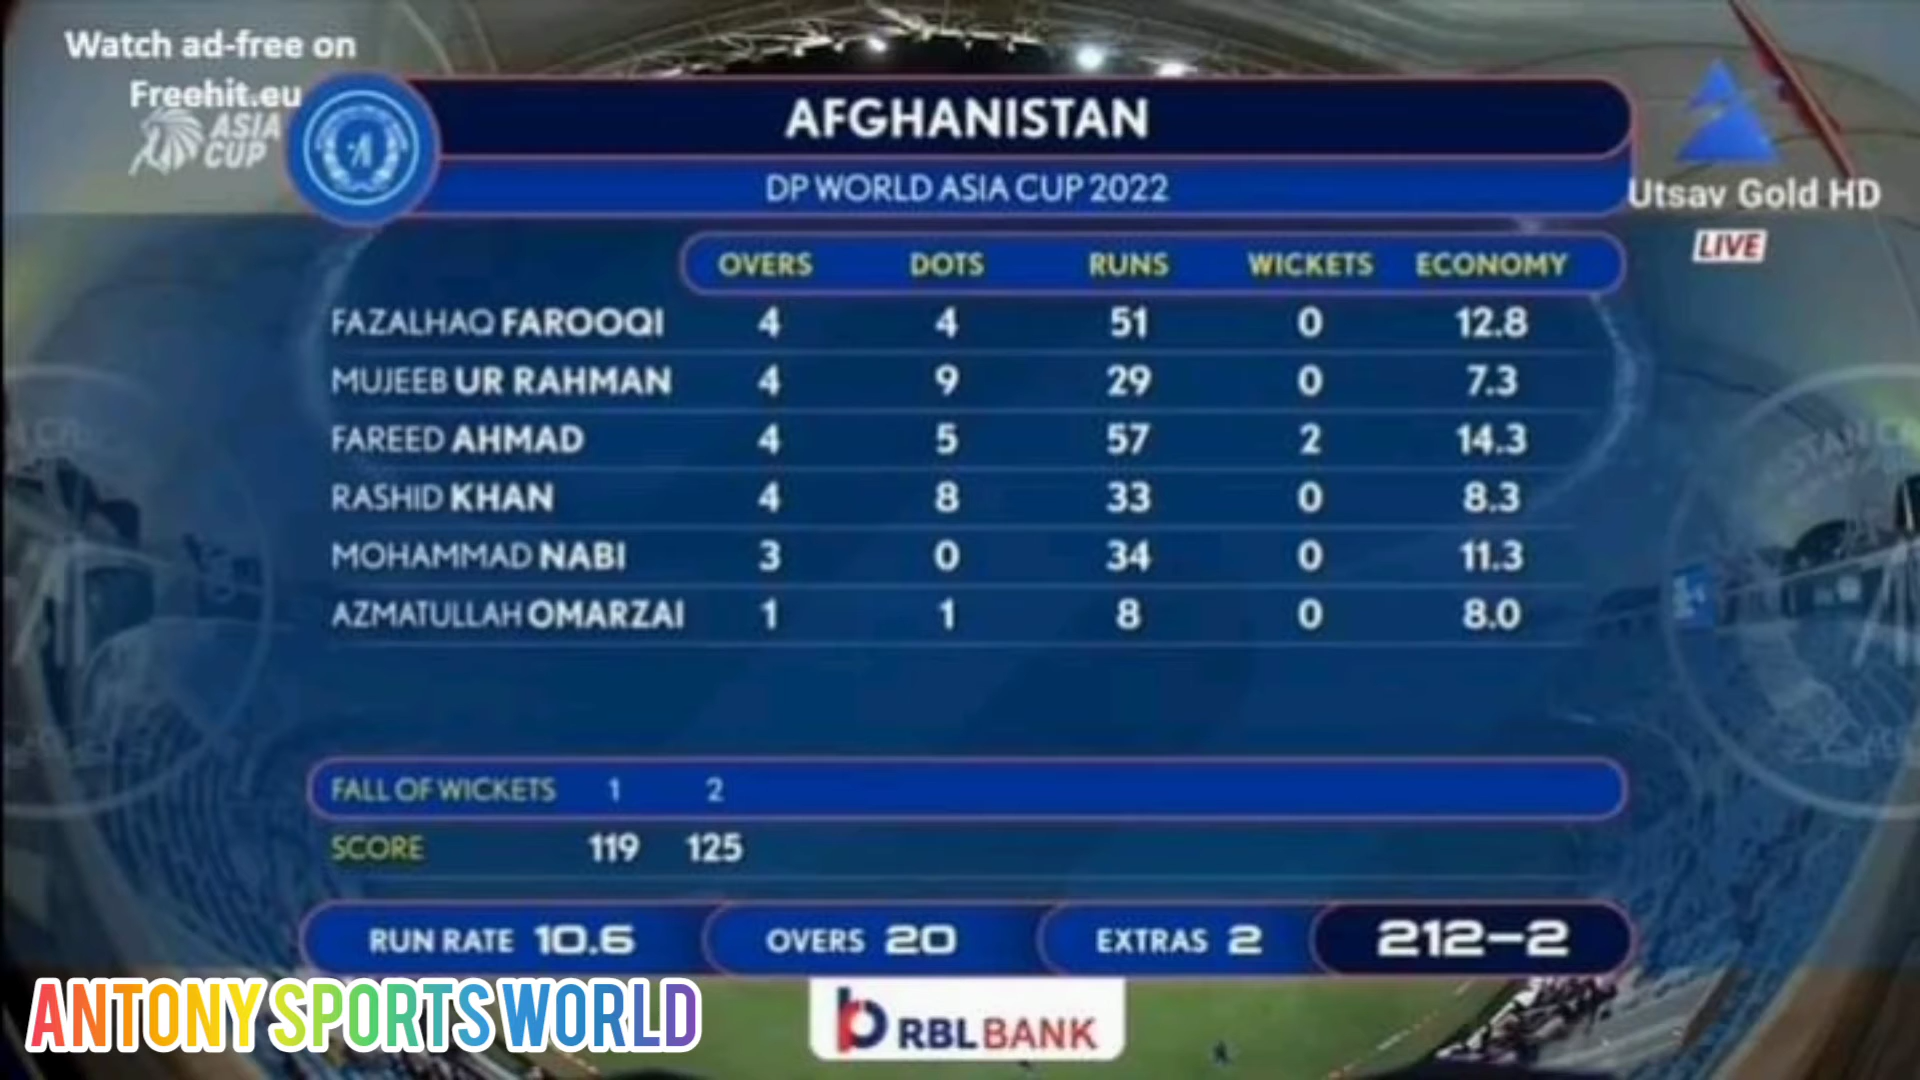 Watch ad-free on
Freehit.eu
ASIA
CUP
AFGHANISTAN
DP WORLD ASIA CUP 2022
Utsav Gold HD
LIVE
OVERS DOTS RUNS WICKETS ECONOMY
FAZALHAQ FAROOQI 4 4 51 0 12.8
MUJEEB UR RAHMAN 4 9 29 0 7.3
FAREED AHMAD 4 5 57 2 14.3
RASHID KHAN 4 8 33 0 8.3
MOHAMMAD NABI 3 0 34 0 11.3
AZMATULLAH OMARZAI 1 1 8 0 8.0
FALL OF WICKETS 1 2
SCORE 119 125
RUN RATE 10.6 OVERS 20 EXTRAS 2 212-2
ANTONY SPORTS WORLD
RBL BANK